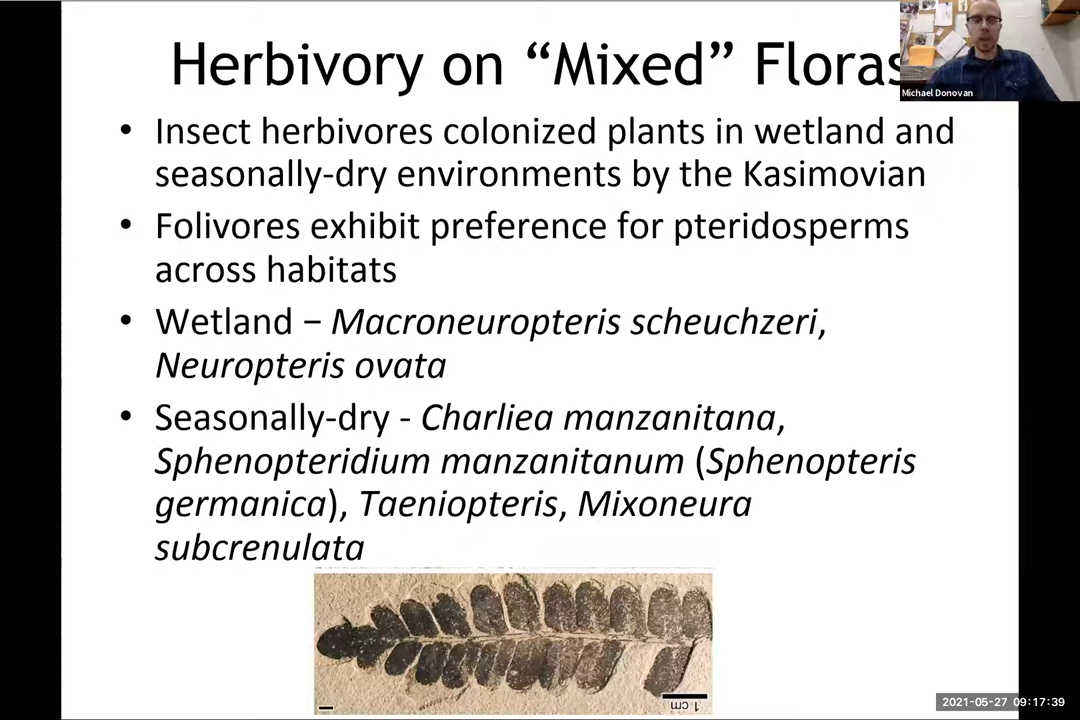 Herbivory on “Mixed” Floras
Michael Donovan
• Insect herbivores colonized plants in wetland and
seasonally-dry environments by the Kasimovian
• Folivores exhibit preference for pteridosperms
across habitats
• Wetland – Macroneuropteris scheuchzeri,
Neuropteris ovata
• Seasonally-dry - Charliea manzanitana,
Sphenopteridium manzanitanum (Sphenopteris
germanica), Taeniopteris, Mixoneura
subcrenulata
1 cm
2021-05-27 09:17:39